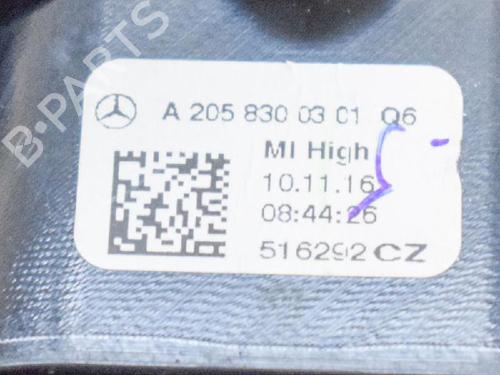 B-PARTS
A 205 830 03 01 Q6
MI High
10.11.16
08:44:26
516292 CZ